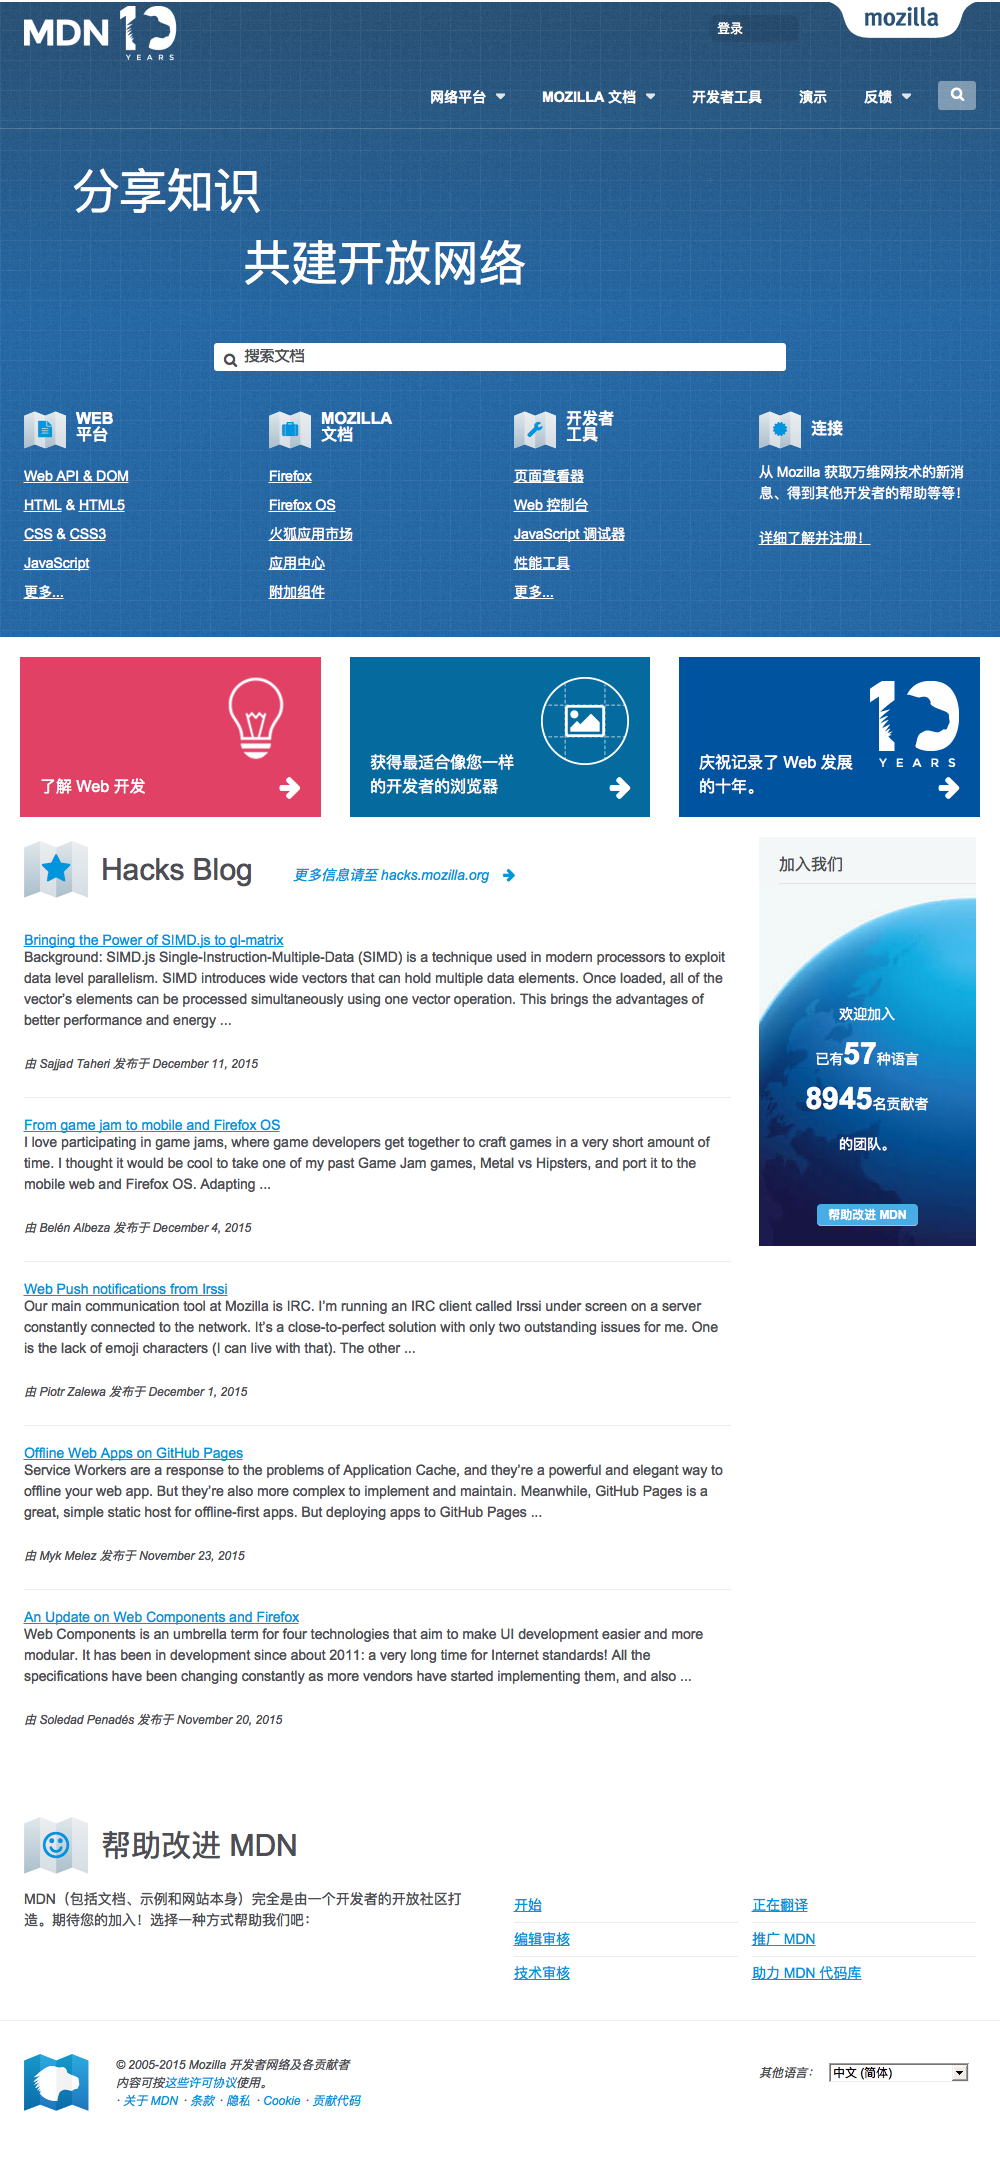 MDN 10
YEARS
登录
mozilla
网络平台
MOZILLA 文档
开发者工具
演示
反馈
分享知识
共建开放网络
搜索文档
WEB
平台
Web API & DOM
HTML & HTML5
CSS & CSS3
JavaScript
更多...
MOZILLA
文档
Firefox
Firefox OS
火狐应用市场
应用中心
附加组件
开发者
工具
页面查看器
Web 控制台
JavaScript 调试器
性能工具
更多...
连接
从 Mozilla 获取万维网技术的新消
息、得到其他开发者的帮助等等！
详细了解并注册！
了解 Web 开发
获得最适合像您一样
的开发者的浏览器
10
YEARS
庆祝记录了 Web 发展
的十年。
Hacks Blog
更多信息请至 hacks.mozilla.org
Bringing the Power of SIMD.js to gl-matrix
Background: SIMD.js Single-Instruction-Multiple-Data (SIMD) is a technique used in modern processors to exploit
data level parallelism. SIMD introduces wide vectors that can hold multiple data elements. Once loaded, all of the
vector’s elements can be processed simultaneously using one vector operation. This brings the advantages of
better performance and energy ...
由 Sajjad Taheri 发布于 December 11, 2015
From game jam to mobile and Firefox OS
I love participating in game jams, where game developers get together to craft games in a very short amount of
time. I thought it would be cool to take one of my past Game Jam games, Metal vs Hipsters, and port it to the
mobile web and Firefox OS. Adapting ...
由 Belén Albeza 发布于 December 4, 2015
Web Push notifications from Irssi
Our main communication tool at Mozilla is IRC. I’m running an IRC client called Irssi under screen on a server
constantly connected to the network. It’s a close-to-perfect solution with only two outstanding issues for me. One
is the lack of emoji characters (I can live with that). The other ...
由 Piotr Zalewa 发布于 December 1, 2015
Offline Web Apps on GitHub Pages
Service Workers are a response to the problems of Application Cache, and they’re a powerful and elegant way to
offline your web app. But they’re also more complex to implement and maintain. Meanwhile, GitHub Pages is a
great, simple static host for offline-first apps. But deploying apps to GitHub Pages ...
由 Myk Melez 发布于 November 23, 2015
An Update on Web Components and Firefox
Web Components is an umbrella term for four technologies that aim to make UI development easier and more
modular. It has been in development since about 2011: a very long time for Internet standards! All the
specifications have been changing constantly as more vendors have started implementing them, and also ...
由 Soledad Penadés 发布于 November 20, 2015
加入我们
欢迎加入
已有57种语言
8945名贡献者
的团队。
帮助改进 MDN
帮助改进 MDN
MDN（包括文档、示例和网站本身）完全是由一个开发者的开放社区打
造。期待您的加入！选择一种方式帮助我们吧：
开始
编辑审核
技术审核
正在翻译
推广 MDN
助力 MDN 代码库
© 2005-2015 Mozilla 开发者网络及各贡献者
内容可按这些许可协议使用。
· 关于 MDN · 条款 · 隐私 · Cookie · 贡献代码
其他语言：
中文 (简体)